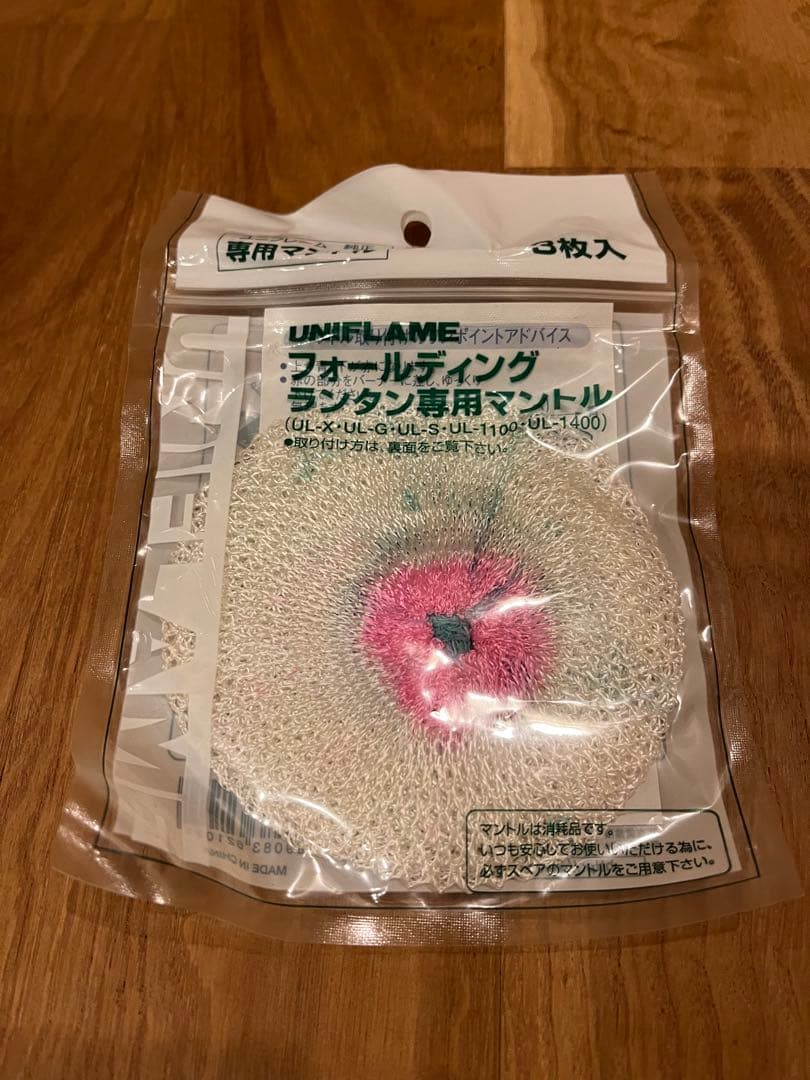 専用マントル
3枚入
UNIFLAME
ポイントアドバイス
フォールディング
ランタン専用マントル
(UL-X・UL-G・UL-S・UL-1100・UL-1400)
●取り付け方は、裏面をご覧下さい。
マントルは消耗品です。
いつも安心してお使いいただける為に、
必ずスペアのマントルをご用意下さい。
UNIFLAME
MADE IN CHINA